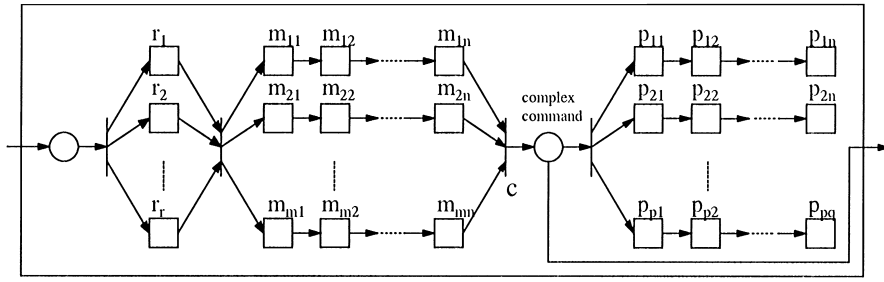 r1 m11 m12 m1n p11 p12 p1n
r2 m21 m22 m2n complex command p21 p22 p2n
rr mm1 mm2 mmn c pp1 pp2 ppq